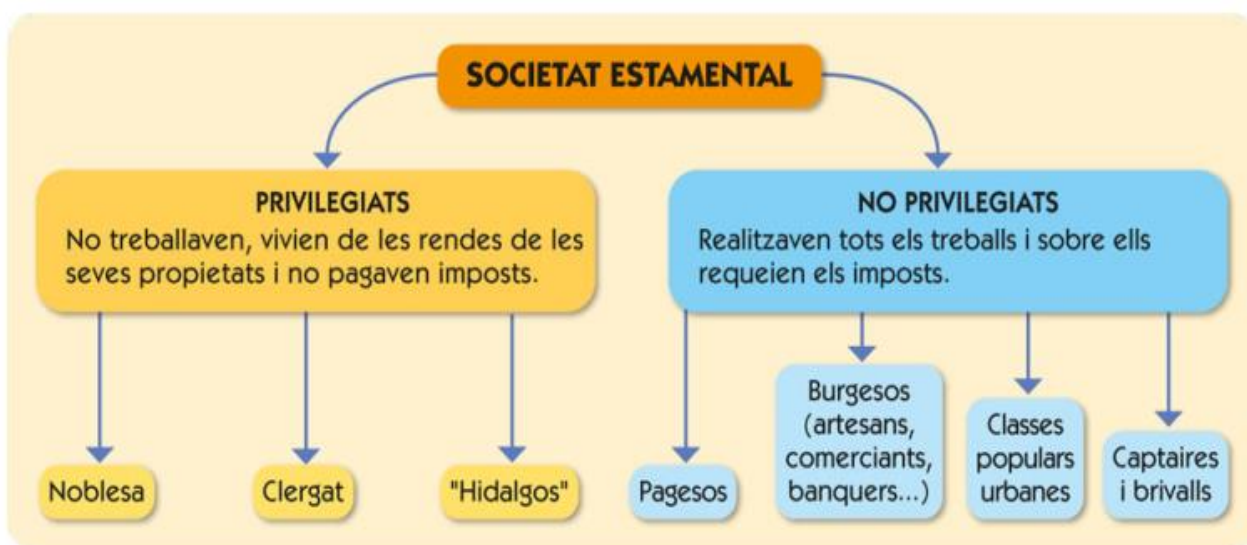 SOCIETAT ESTAMENTAL
PRIVILEGIATS
No treballaven, vivien de les rendes de les
seves propietats i no pagaven imposts.
NO PRIVILEGIATS
Realitzaven tots els treballs i sobre ells
requeien els imposts.
Noblesa
Clergat
"Hidalgos"
Pagesos
Burgesos
(artesans,
comerciants,
banquers...)
Classes
populars
urbanes
Captaires
i brivalls